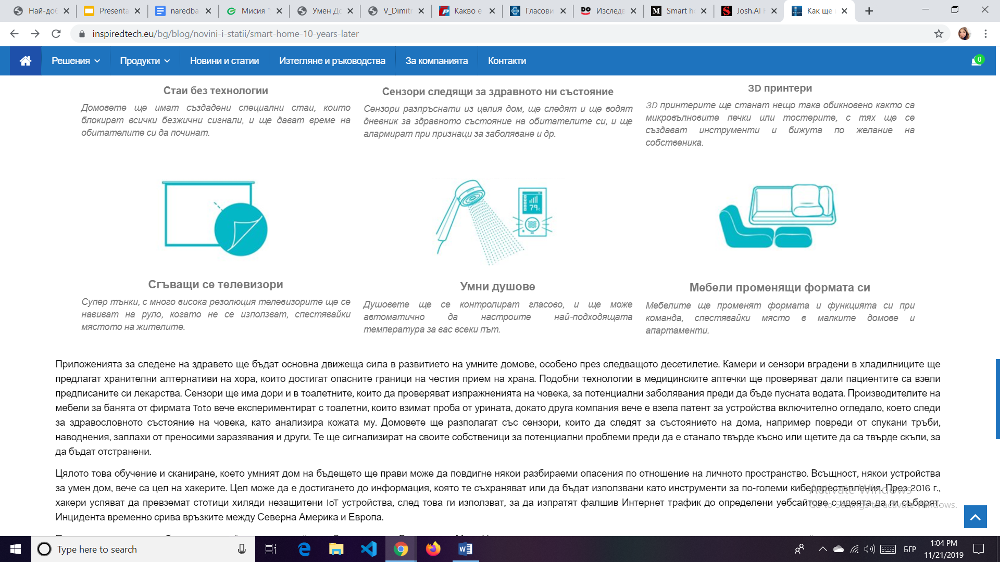 Най-доб
Presenta
naredba
Мисия "
Умен До
V_Dimitr
Какво е
Гласови
Изследв
Smart ho
Josh.AI F
Как ще
inspiredtech.eu/bg/blog/novini-i-statii/smart-home-10-years-later
Решения
Продукти
Новини и статии
Изтегляне и ръководства
За компанията
Контакти
0
Стаи без технологии
Домовете ще имат създадени специални стаи, които
блокират всички безжични сигнали, и ще дават време на
обитателите си да починат.
Сензори следящи за здравното ни състояние
Сензори разпръснати из целия дом, ще следят и ще водят
дневник за здравното състояние на обитателите си, и ще
алармират при признаци за заболяване и др.
3D принтери
3D принтерите ще станат нещо така обикновено както са
микровълновите печки или тостерите, с тях ще се
създават инструменти и бижута по желание на
собственика.
79
Сгъващи се телевизори
Супер тънки, с много висока резолюция телевизорите ще се
навиват на руло, когато не се използват, спестявайки
мястото на жителите.
Умни душове
Душовете ще се контролират гласово, и ще може
автоматично да настроите най-подходящата
температура за вас всеки път.
Мебели променящи формата си
Мебелите ще променят формата и функцията си при
команда, спестявайки място в малките домове и
апартаменти.
Приложенията за следене на здравето ще бъдат основна движеща сила в развитието на умните домове, особено през следващото десетилетие. Камери и сензори вградени в хладилниците ще
предлагат хранителни алтернативи на хора, които достигат опасните граници на честия прием на храна. Подобни технологии в медицинските аптечки ще проверяват дали пациентите са взели
предписаните си лекарства. Сензори ще има дори и в тоалетните, които да проверяват изпражненията на човека, за потенциални заболявания преди да бъде пусната водата. Производителите на
мебели за банята от фирмата Toto вече експериментират с тоалетни, които взимат проба от урината, докато друга компания вече е взела патент за устройства включително огледало, което следи
за здравословното състояние на човека, като анализира кожата му. Домовете ще разполагат със сензори, които да следят за състоянието на дома, например повреди от спукани тръби,
наводнения, заплахи от преносими заразявания и други. Те ще сигнализират на своите собственици за потенциални проблеми преди да е станало твърде късно или щетите да са твърде скъпи, за
да бъдат отстранени.
Цялото това обучение и сканиране, което умният дом на бъдещето ще прави може да повдигне някои разбираеми опасения по отношение на личното пространство. Всъщност, някои устройства
за умен дом, вече са цел на хакерите. Цел може да е достигането до информация, която те съхраняват или да бъдат използвани като инструменти за по-големи киберпрестъпления. През 2016 г.,
хакери успяват да превземат стотици хиляди незащитени IoT устройства, след това ги използват, за да изпратят фалшив Интернет трафик до определени уебсайтове с идеята да ги съборят.
Инцидента временно срива връзките между Северна Америка и Европа.
Activate Windows
Go to Settings to activate Windows.
Type here to search
БГР
1:04 PM
11/21/2019